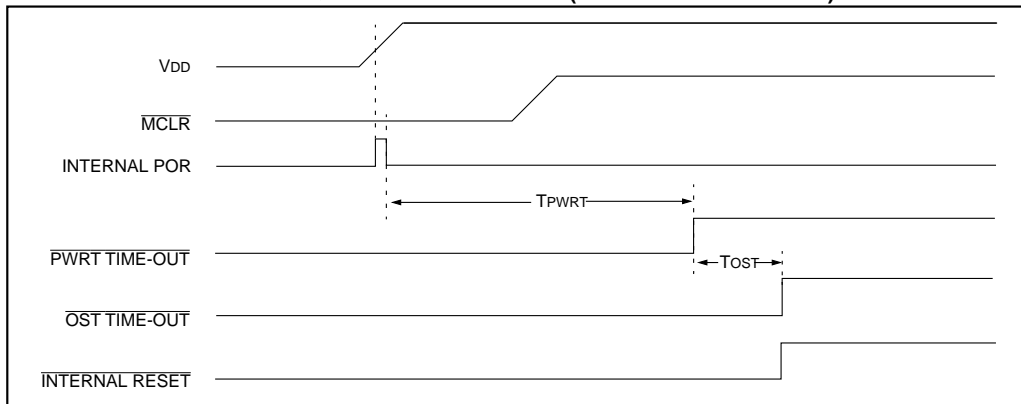 VDD
MCLR
INTERNAL POR
TPWRT
PWRT TIME-OUT
TOST
OST TIME-OUT
INTERNAL RESET